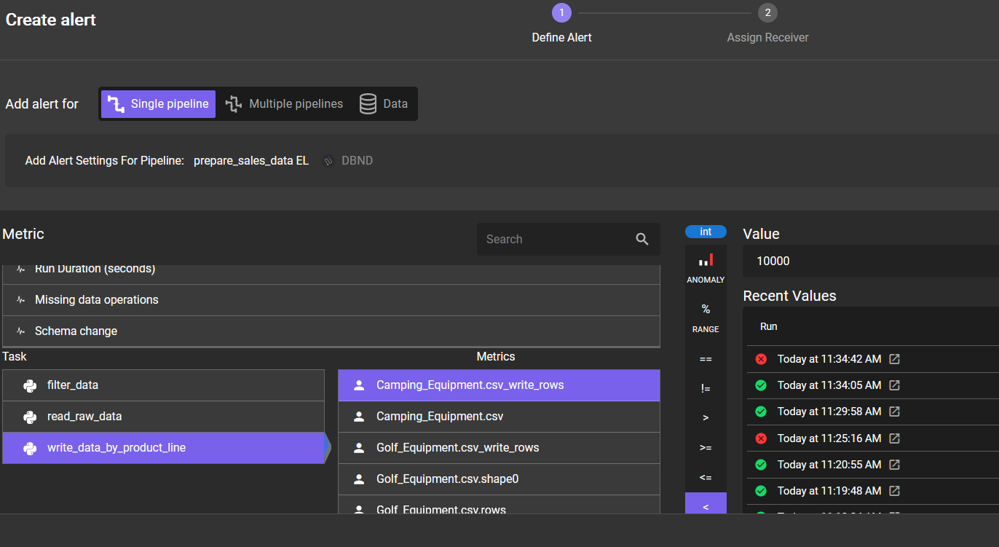 Create alert
1
2
Define Alert
Assign Receiver
Add alert for
Single pipeline
Multiple pipelines
Data
Add Alert Settings For Pipeline: prepare_sales_data EL DBND
Metric
Search
Run Duration (seconds)
Missing data operations
Schema change
Task
Metrics
filter_data
read_raw_data
write_data_by_product_line
Camping_Equipment.csv_write_rows
Camping_Equipment.csv
Golf_Equipment.csv_write_rows
Golf_Equipment.csv.shape0
Golf_Equipment.csv.rows
int
ANOMALY
%
RANGE
==
!=
>
>=
<=
<
Value
10000
Recent Values
Run
Today at 11:34:42 AM
Today at 11:34:05 AM
Today at 11:29:58 AM
Today at 11:25:16 AM
Today at 11:20:55 AM
Today at 11:19:48 AM